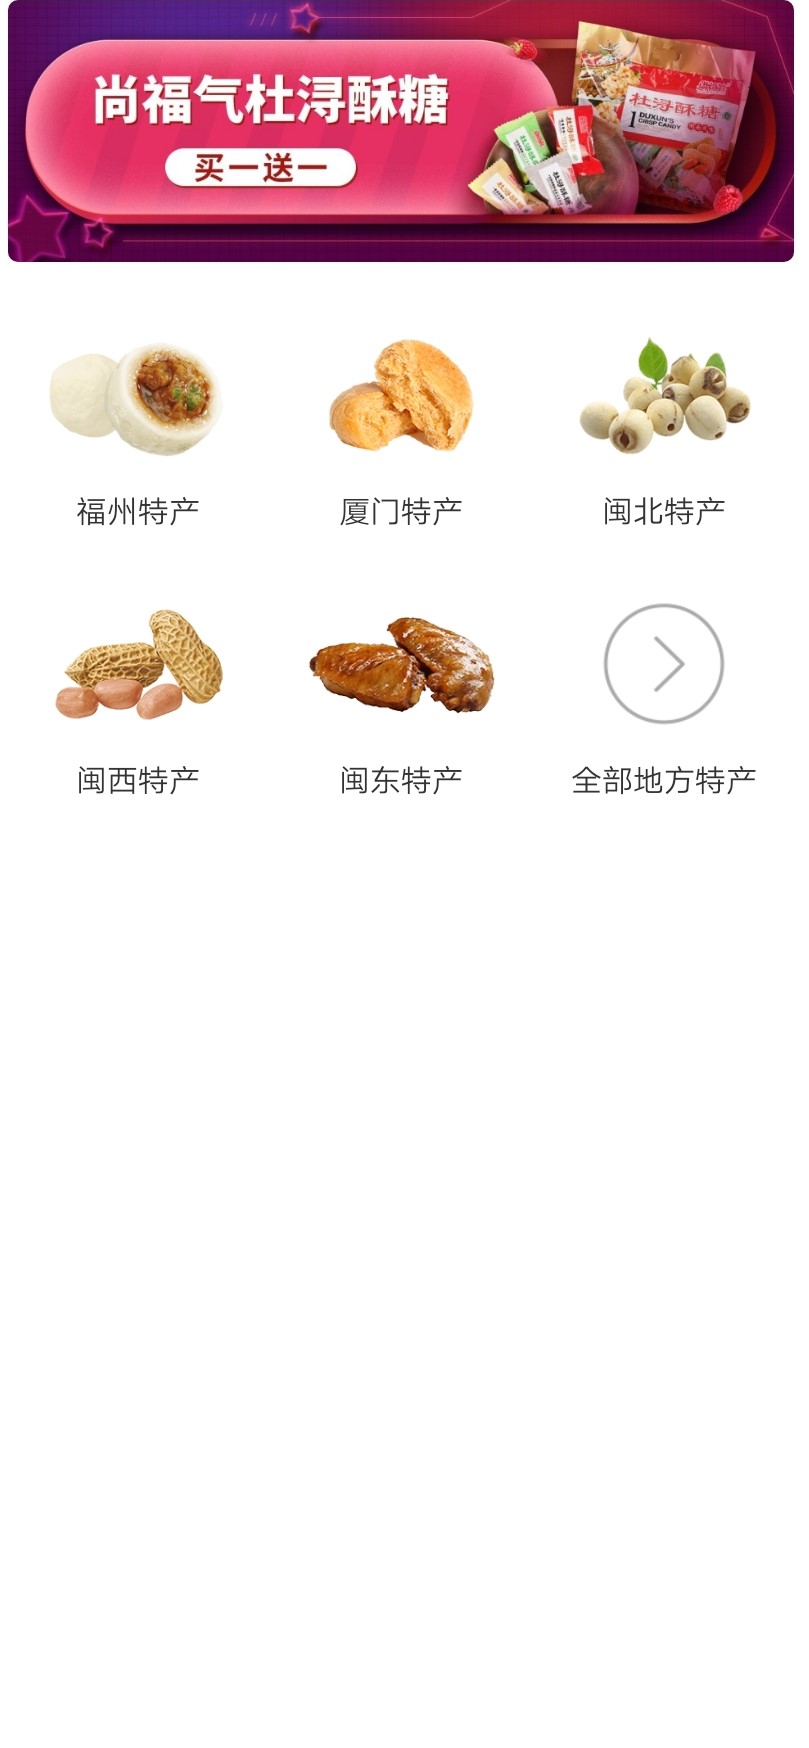 尚福气杜浔酥糖
买一送一
杜浔酥糖
DUXUN'S
CRISP CANDY
福州特产
厦门特产
闽北特产
闽西特产
闽东特产
全部地方特产